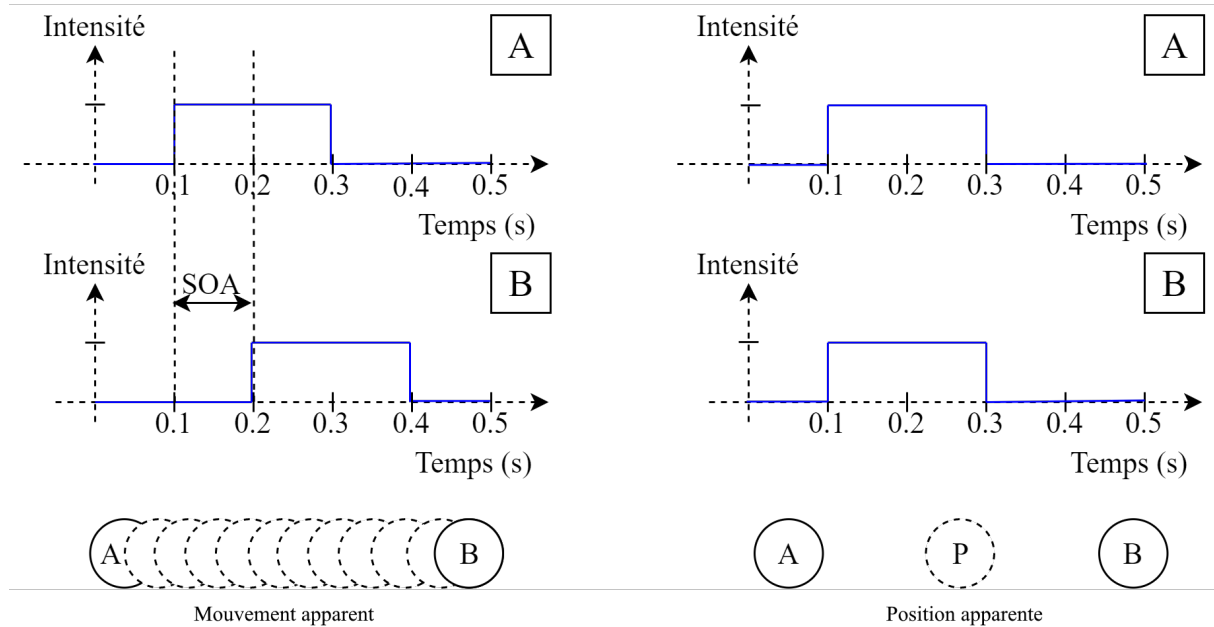 Intensité
A
0.1 0.2 0.3 0.4 0.5
Temps (s)
Intensité
B
SOA
0.1 0.2 0.3 0.4 0.5
Temps (s)
A B
Mouvement apparent
Intensité
A
0.1 0.2 0.3 0.4 0.5
Temps (s)
Intensité
B
0.1 0.2 0.3 0.4 0.5
Temps (s)
A P B
Position apparente